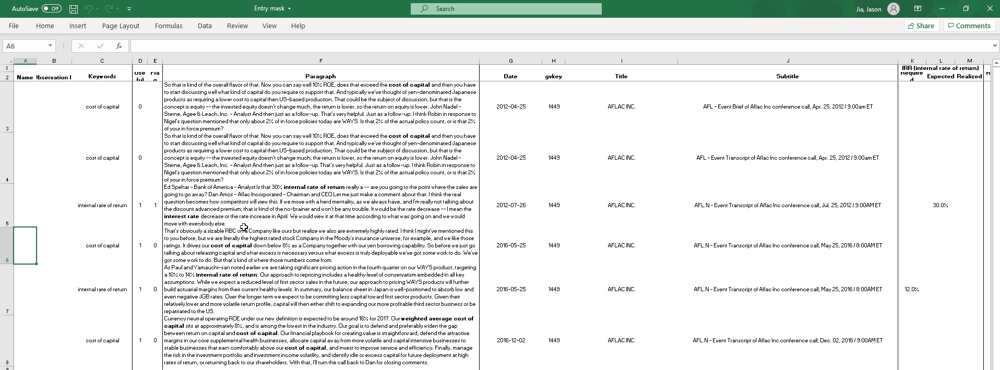 AutoSave Off Entry mask Search Jia, Jason
File Home Insert Page Layout Formulas Data Review View Help Share Comments
A6 fx
A B C D E F G H I J K L M
1 IRR (internal rate of return)
2 Name Keywords Paragraph Date gvkey Title Subtitle Expected Realized
So that is kind of the overall flavor of that. Now you can say well 10% ROE, does that exceed the cost of capital and then you have
to start discussing well what kind of capital do you require to support that. And typically we've thought of yen-denominated Japanese
products as requiring a lower cost to capital then US-based production. That could be the subject of discussion, but that is the
cost of capital 0 concept is equity -- the invested equity doesn't change much, the return is lower, so the return on equity is lower. John Nadel - 2012-04-25 1449 AFLAC INC. AFL - Event Brief of Aflac Inc conference call, Apr. 25, 2012 / 9:00am ET
Sterne, Agee & Leach, Inc. - Analyst And then just as a follow-up. That's very helpful. Just as a follow-up. I think Robin in response to
Nigel's question mentioned that only about 2% of in force policies today are WAYS. Is that 2% of the actual policy count, or is that 2%
3 of your in force premium?
So that is kind of the overall flavor of that. Now you can say well 10% ROE, does that exceed the cost of capital and then you have
to start discussing well what kind of capital do you require to support that. And typically we've thought of yen-denominated Japanese
products as requiring a lower cost to capital then US-based production. That could be the subject of discussion, but that is the
cost of capital 0 concept is equity -- the invested equity doesn't change much, the return is lower, so the return on equity is lower. John Nadel - 2012-04-25 1449 AFLAC INC. AFL - Event Transcript of Aflac Inc conference call, Apr. 25, 2012 / 9:00am ET
Sterne, Agee & Leach, Inc. - Analyst And then just as a follow-up. That's very helpful. Just as a follow-up. I think Robin in response to
Nigel's question mentioned that only about 2% of in force policies today are WAYS. Is that 2% of the actual policy count, or is that 2%
4 of your in force premium?
Ed Spehar - Bank of America - Analyst Is that 30% internal rate of return really a -- are you going to the point where the sales are
going to go away? Dan Amos - Aflac Incorporated - Chairman and CEO Let me just make a comment about that. I think the real
internal rate of return 1 1 question becomes how competitors will view this. If we move with a herd mentality, as we always have, and I'm really not talking about 2012-07-26 1449 AFLAC INC. AFL.N - Event Transcript of Aflac Inc conference call, Jul. 25, 2012 / 9:00AM ET 30.0%
the discount advanced premium; that is kind of the no-brainer and won't be any trouble. It would be the rate decrease -- I mean the
interest rate decrease or the rate increase in April. We would view it at that time according to what was going on and we would
5 move with everybody else.
That's obviously a sizable RBC on a Company like ours but realize we also are extremely highly rated. I think I might've mentioned this
to you before, but we are literally the highest rated stock Company in the Moody's insurance universe, for example, and we like those
cost of capital 1 0 ratings. It drives our cost of capital down below 8% as a Company together with our yen borrowing capability. So before we just go 2016-05-25 1449 AFLAC INC. AFL.N - Event Transcript of Aflac Inc conference call, May 25, 2016 / 8:00AM ET
talking about releasing capital and what excess is necessary versus what excess is truly deployable we've got some work to do. We've
6 got some work to do. But that's kind of where those numbers come from.
As Paul and Yamauchi-san noted earlier we are taking significant pricing action in the fourth quarter on our WAYS product, targeting
a 10% to 14% internal rate of return. Our approach to repricing includes a healthy level of conservatism embedded in all key
assumptions. While we expect a reduced level of first sector sales in the future, our approach to pricing WAYS products will further
internal rate of return 1 0 build actuarial margins from their current healthy levels. In summary, our balance sheet in Japan is well-positioned to absorb low and 2016-05-25 1449 AFLAC INC. AFL.N - Event Transcript of Aflac Inc conference call, May 25, 2016 / 8:00AM ET 12.0%
even negative JGB rates. Over the longer term we expect to be committing less capital toward first sector products. Given their
relatively lower and more volatile return profile, capital will then either shift to expanding our more profitable third sector business or be
7 repatriated to the US.
Currency neutral operating ROE under our new definition is expected to be around 16% for 2017. Our weighted average cost of
capital sits at approximately 8%, and is among the lowest in the industry. Our goal is to defend and preferably widen the gap
between return on capital and cost of capital. Our financial playbook for creating value is straightforward, defend the attractive
cost of capital 1 0 margins in our core supplemental health businesses, allocate capital away from more volatile and capital intensive businesses to 2016-12-02 1449 AFLAC INC. AFL.N - Event Transcript of Aflac Inc conference call, Dec. 02, 2016 / 9:00AM ET
stable businesses that earn comfortably above our cost of capital, and invest to improve service and efficiency. Finally, manage
the risk in the investment portfolio and investment income volatility, and identify idle or excess capital for future deployment at high
8 rates of return, or returning back to our shareholders. With that, I'll turn the call back to Dan for closing comments.